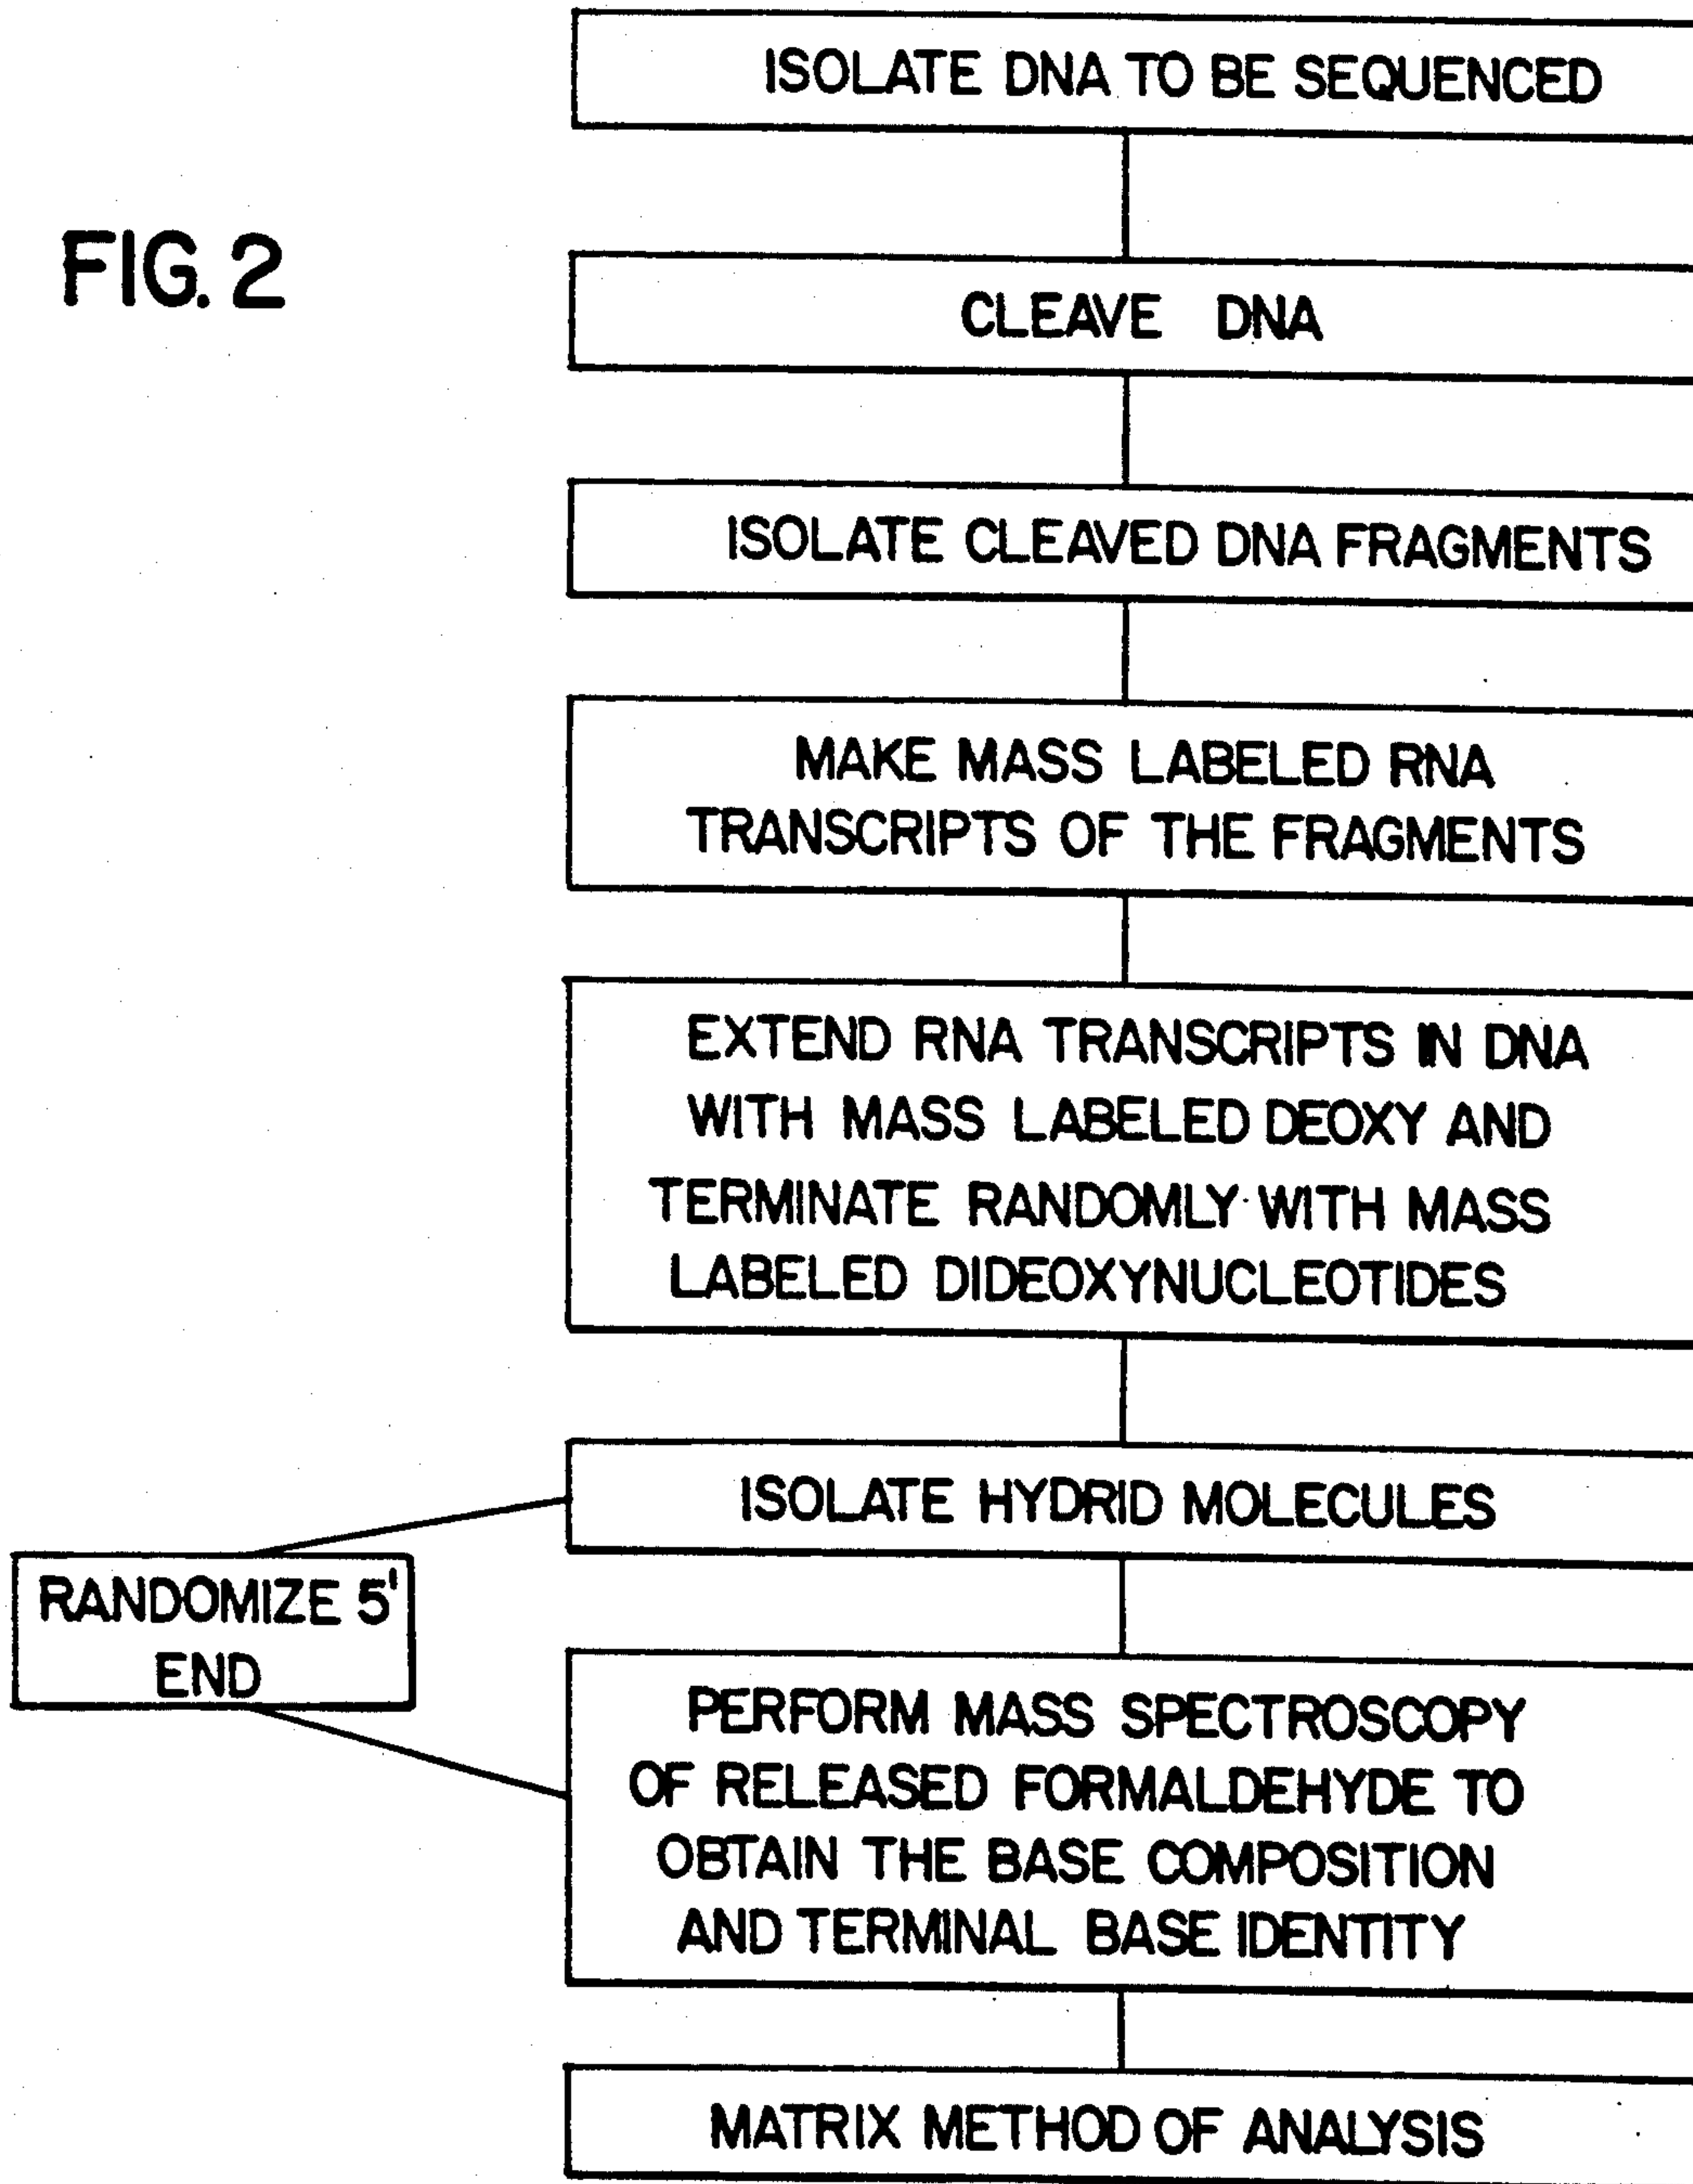 ISOLATE DNA TO BE SEQUENCED
FIG. 2
CLEAVE DNA
ISOLATE CLEAVED DNA FRAGMENTS
MAKE MASS LABELED RNA
TRANSCRIPTS OF THE FRAGMENTS
EXTEND RNA TRANSCRIPTS IN DNA
WITH MASS LABELED DEOXY AND
TERMINATE RANDOMLY WITH MASS
LABELED DIDEOXYNUCLEOTIDES
ISOLATE HYDRID MOLECULES
RANDOMIZE 5'
END
PERFORM MASS SPECTROSCOPY
OF RELEASED FORMALDEHYDE TO
OBTAIN THE BASE COMPOSITION
AND TERMINAL BASE IDENTITY
MATRIX METHOD OF ANALYSIS